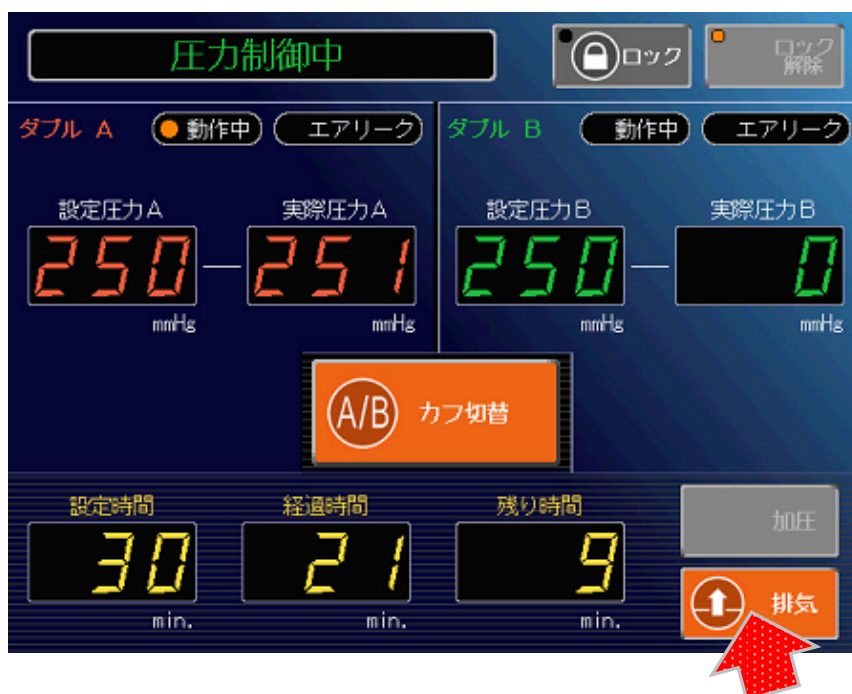 圧力制御中
ロック
ロック
解除
ダブル A
動作中
エアリーク
ダブル B
動作中
エアリーク
設定圧力A
実際圧力A
設定圧力B
実際圧力B
250
251
250
0
mmHg
mmHg
mmHg
mmHg
A/B
カフ切替
設定時間
経過時間
残り時間
30
21
9
min.
min.
min.
加圧
排気